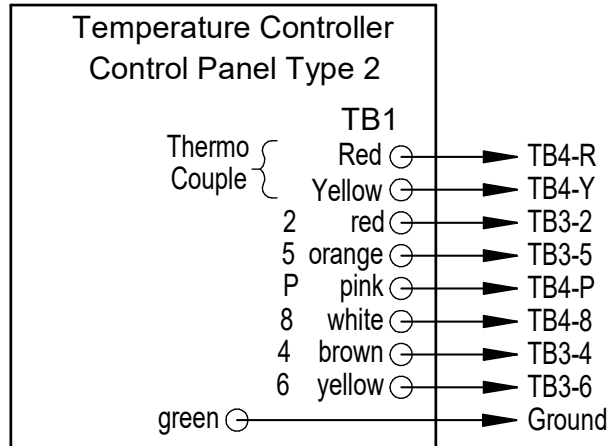 Temperature Controller
Control Panel Type 2
TB1
Thermo
Couple
Red TB4-R
Yellow TB4-Y
2 red TB3-2
5 orange TB3-5
P pink TB4-P
8 white TB4-8
4 brown TB3-4
6 yellow TB3-6
green Ground